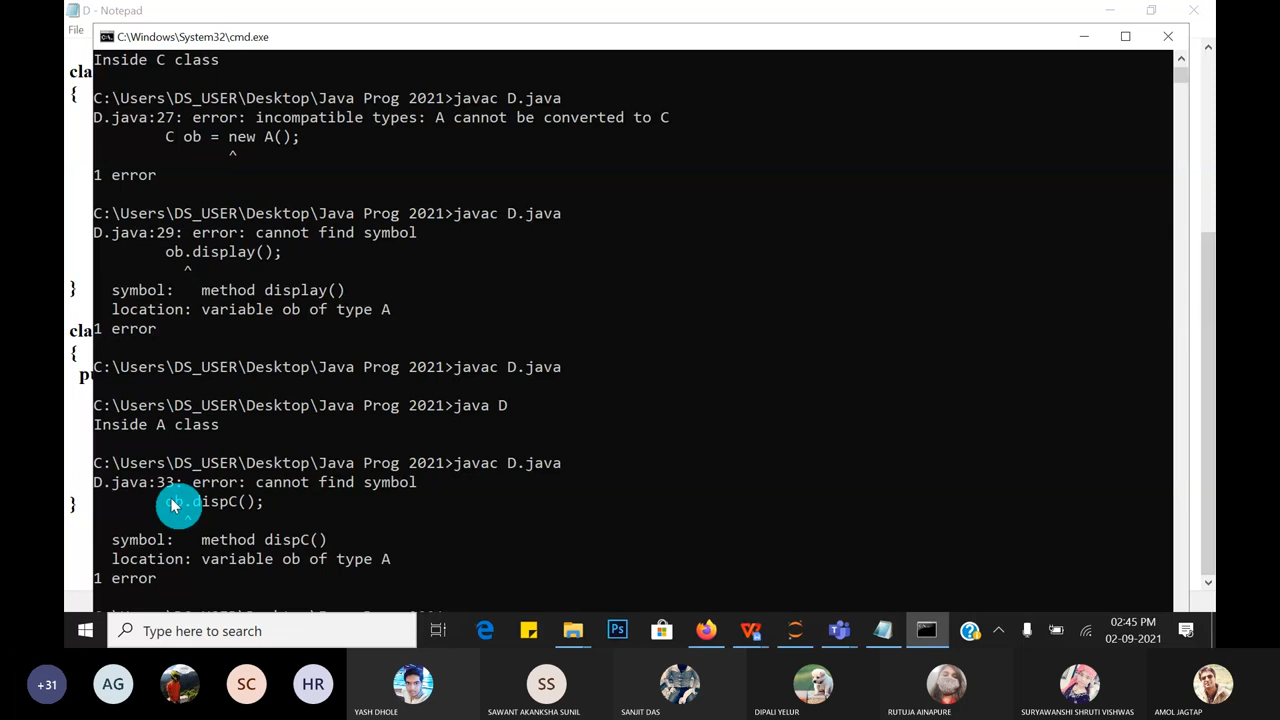 D - Notepad
File
C:\Windows\System32\cmd.exe
cla
{
}
cla
{
pu
}
Inside C class
C:\Users\DS_USER\Desktop\Java Prog 2021>javac D.java
D.java:27: error: incompatible types: A cannot be converted to C
C ob = new A();
^
1 error
C:\Users\DS_USER\Desktop\Java Prog 2021>javac D.java
D.java:29: error: cannot find symbol
ob.display();
^
symbol:   method display()
location: variable ob of type A
1 error
C:\Users\DS_USER\Desktop\Java Prog 2021>javac D.java
C:\Users\DS_USER\Desktop\Java Prog 2021>java D
Inside A class
C:\Users\DS_USER\Desktop\Java Prog 2021>javac D.java
D.java:33: error: cannot find symbol
ob.dispC();
^
symbol:   method dispC()
location: variable ob of type A
1 error
Type here to search
Ps
02:45 PM
02-09-2021
+31
AG
SC
HR
SS
YASH DHOLE
SAWANT AKANKSHA SUNIL
SANJIT DAS
DIPALI YELUR
RUTUJA AINAPURE
SURYAWANSHI SHRUTI VISHWAS
AMOL JAGTAP